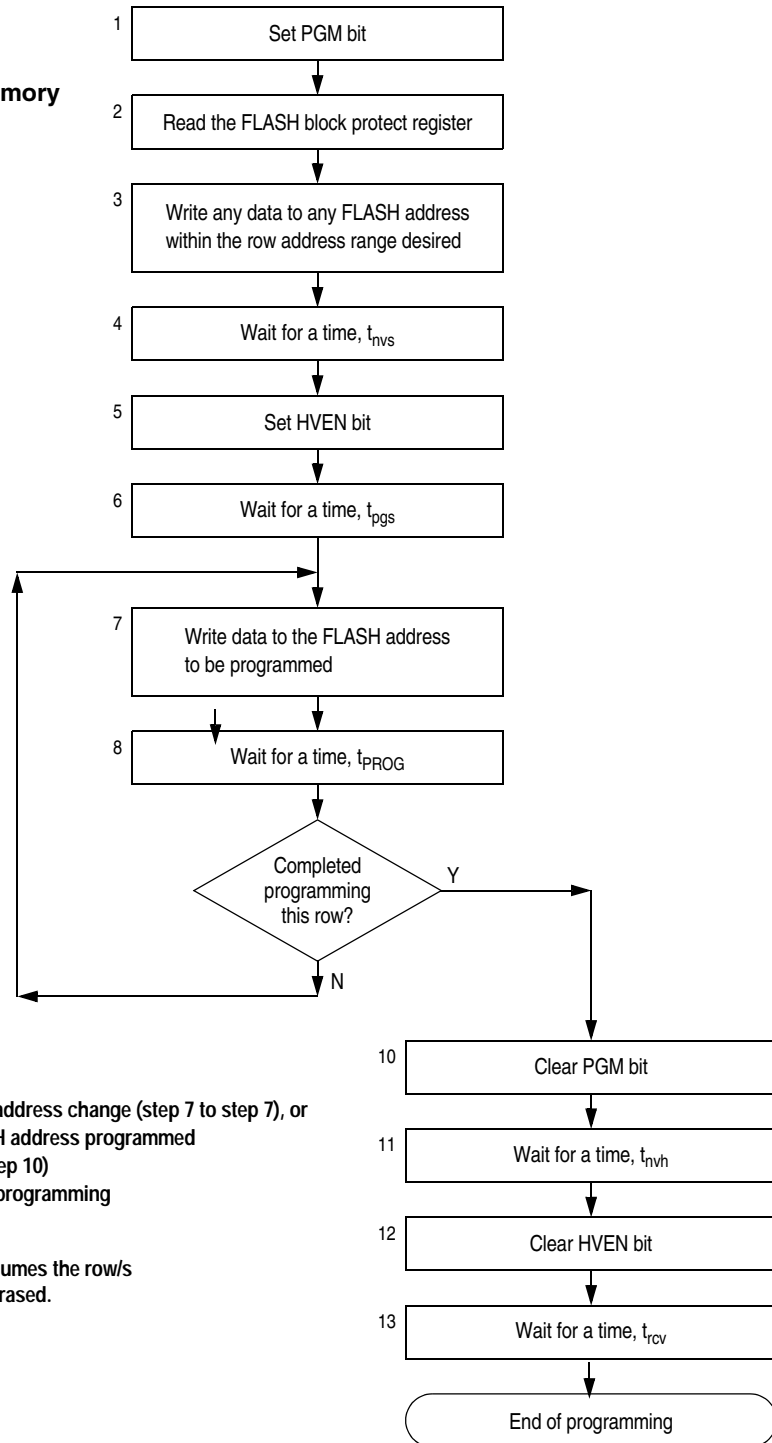 mory
1
Set PGM bit
2
Read the FLASH block protect register
3
Write any data to any FLASH address
within the row address range desired
4
Wait for a time, tnvs
5
Set HVEN bit
6
Wait for a time, tpgs
7
Write data to the FLASH address
to be programmed
8
Wait for a time, tPROG
Completed
programming
this row?
Y
N
10
Clear PGM bit
11
Wait for a time, tnvh
12
Clear HVEN bit
13
Wait for a time, trcv
End of programming
address change (step 7 to step 7), or
H address programmed
ep 10)
programming
umes the row/s
rased.